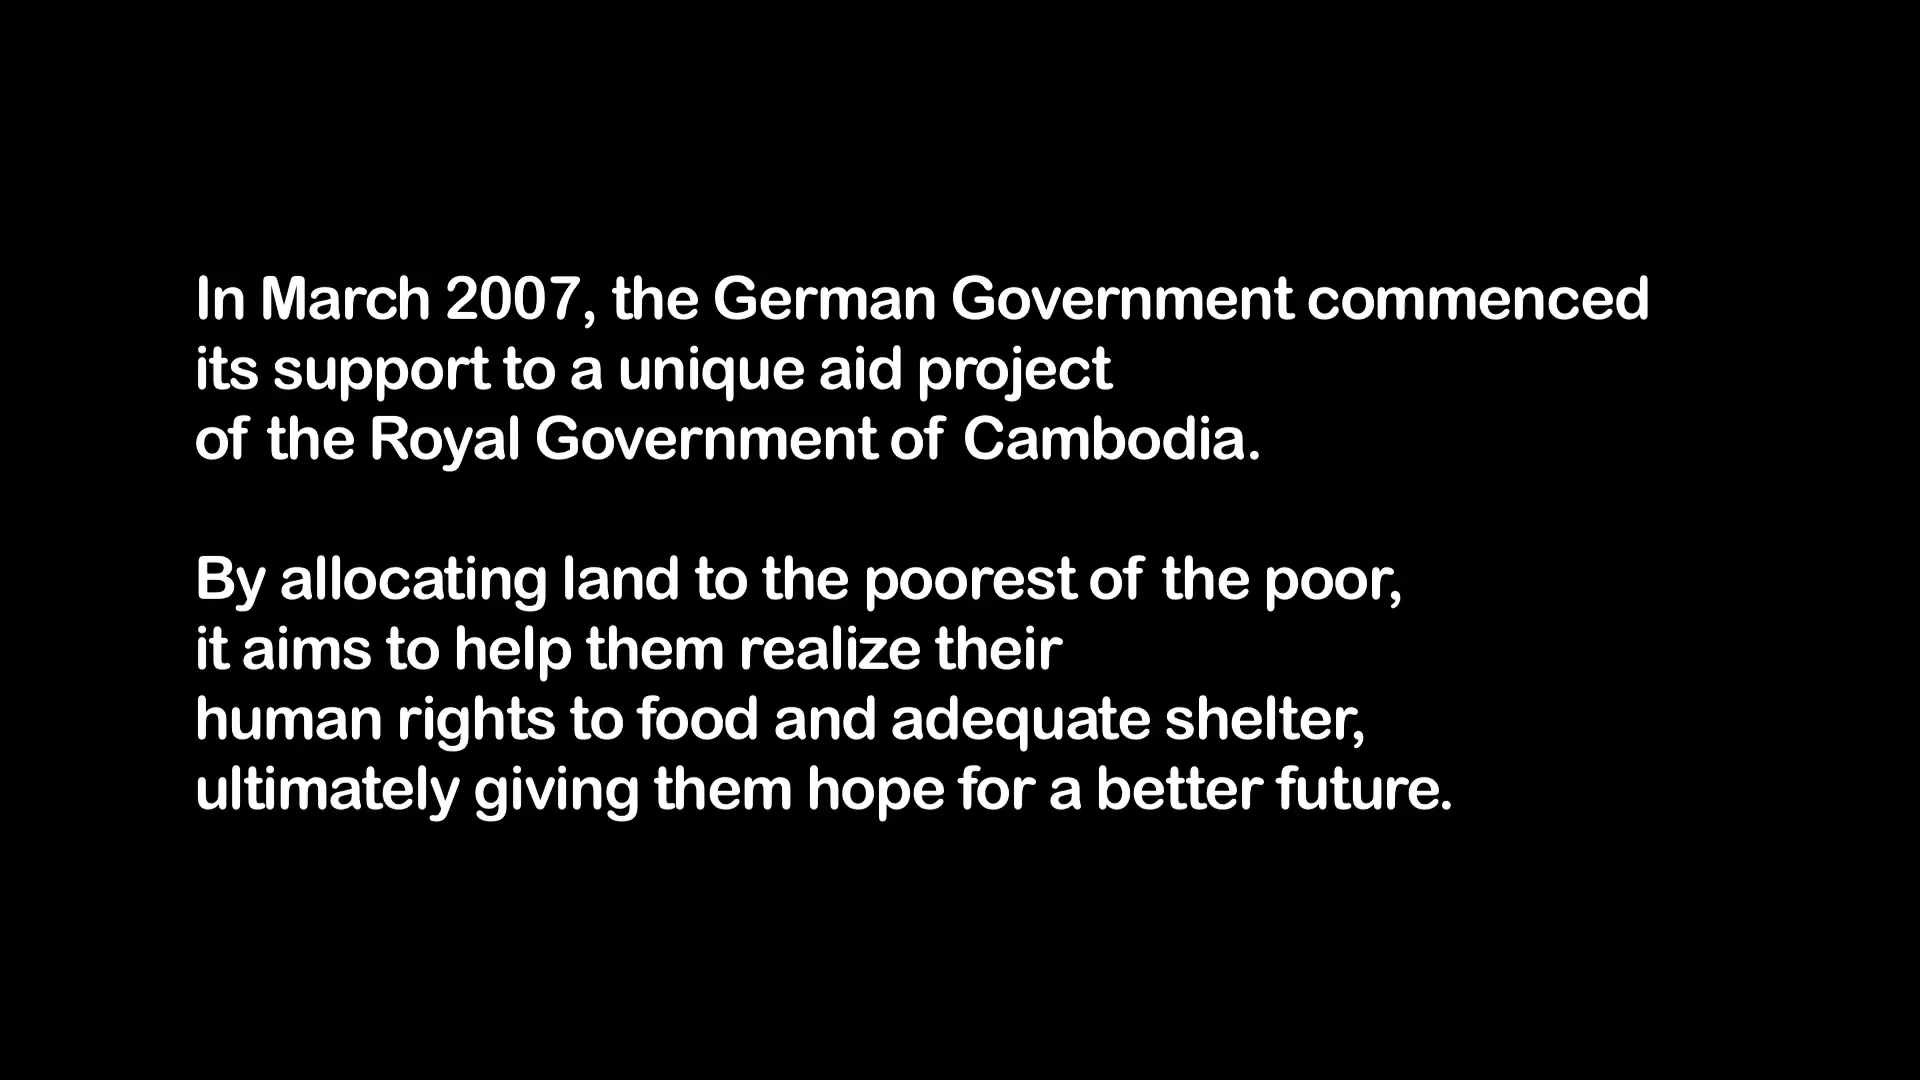 In March 2007, the German Government commenced
its support to a unique aid project
of the Royal Government of Cambodia.
By allocating land to the poorest of the poor,
it aims to help them realize their
human rights to food and adequate shelter,
ultimately giving them hope for a better future.